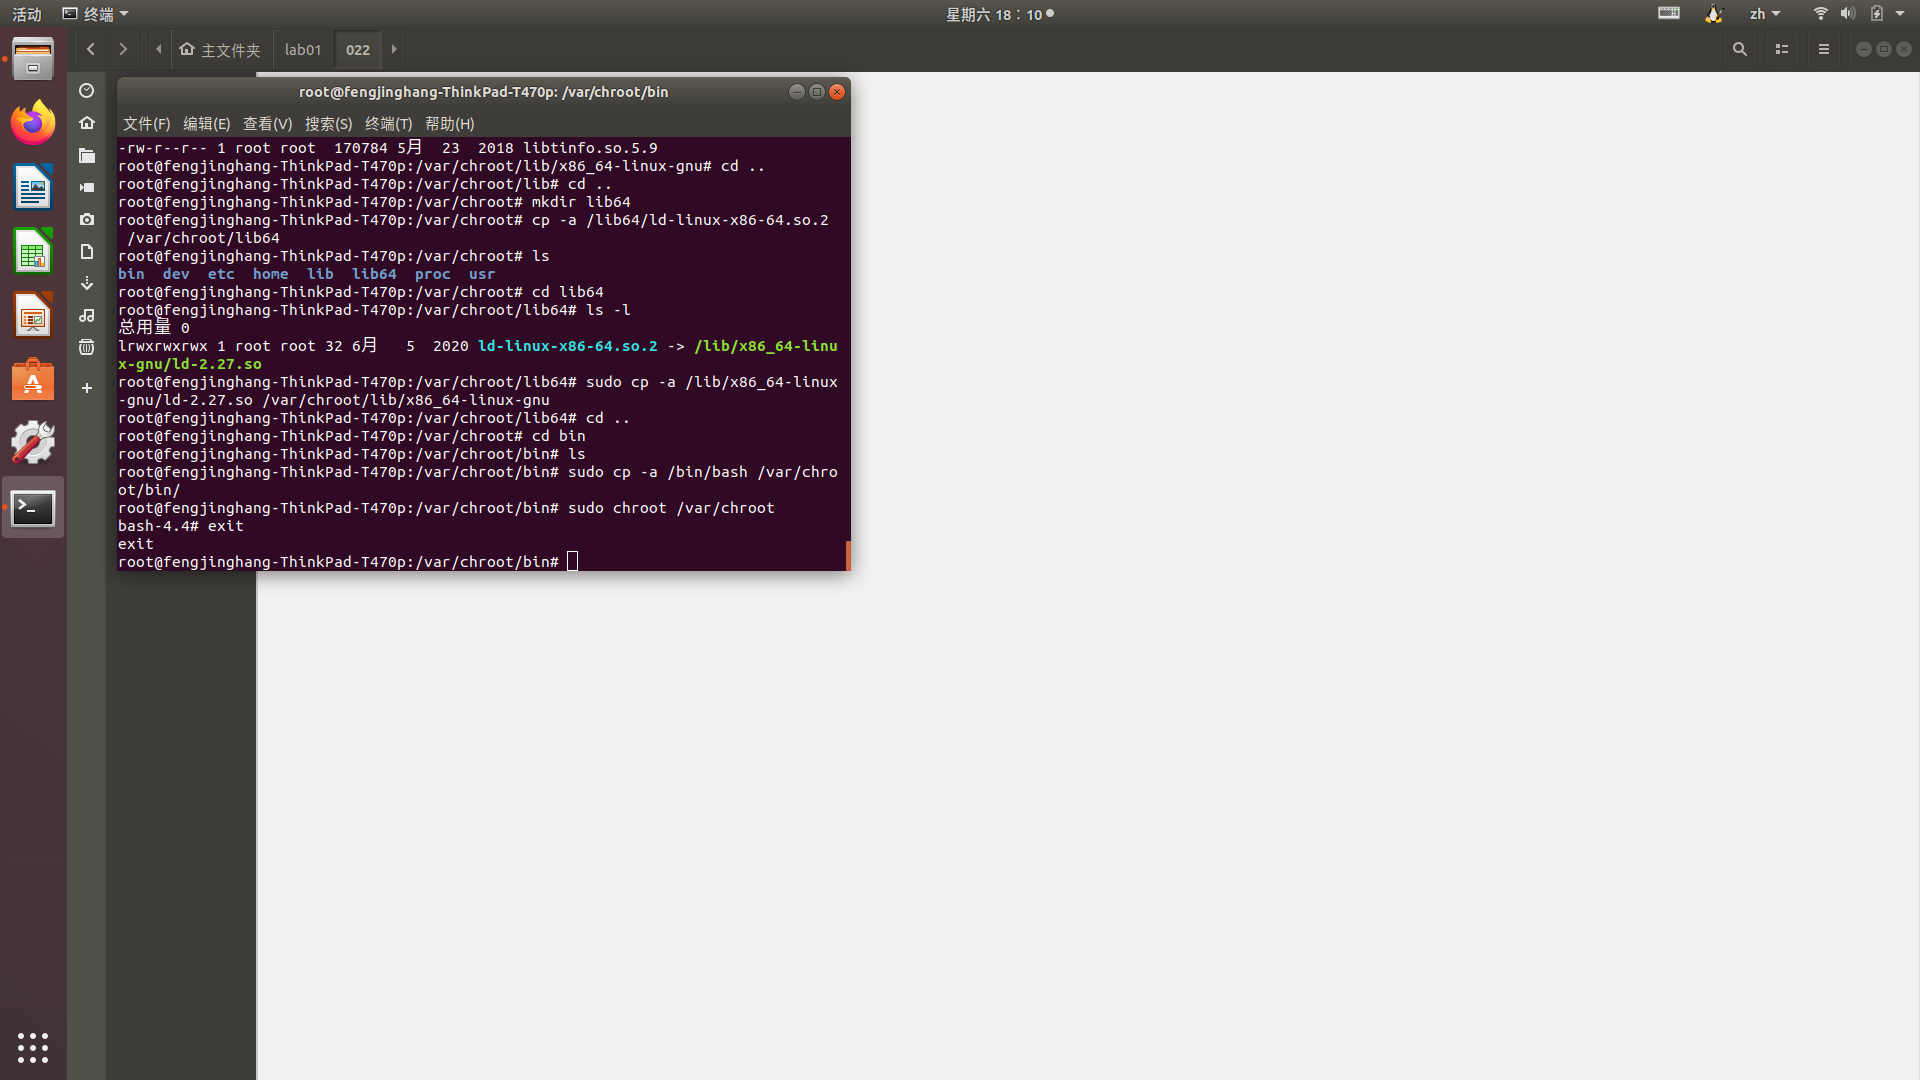 活动 终端 星期六 18：10 zh
主文件夹 lab01 022
root@fengjinghang-ThinkPad-T470p: /var/chroot/bin
文件(F) 编辑(E) 查看(V) 搜索(S) 终端(T) 帮助(H)
-rw-r--r-- 1 root root  170784 5月  23  2018 libtinfo.so.5.9
root@fengjinghang-ThinkPad-T470p:/var/chroot/lib/x86_64-linux-gnu# cd ..
root@fengjinghang-ThinkPad-T470p:/var/chroot/lib# cd ..
root@fengjinghang-ThinkPad-T470p:/var/chroot# mkdir lib64
root@fengjinghang-ThinkPad-T470p:/var/chroot# cp -a /lib64/ld-linux-x86-64.so.2
 /var/chroot/lib64
root@fengjinghang-ThinkPad-T470p:/var/chroot# ls
bin  dev  etc  home  lib  lib64  proc  usr
root@fengjinghang-ThinkPad-T470p:/var/chroot# cd lib64
root@fengjinghang-ThinkPad-T470p:/var/chroot/lib64# ls -l
总用量 0
lrwxrwxrwx 1 root root 32 6月   5  2020 ld-linux-x86-64.so.2 -> /lib/x86_64-linu
x-gnu/ld-2.27.so
root@fengjinghang-ThinkPad-T470p:/var/chroot/lib64# sudo cp -a /lib/x86_64-linux
-gnu/ld-2.27.so /var/chroot/lib/x86_64-linux-gnu
root@fengjinghang-ThinkPad-T470p:/var/chroot/lib64# cd ..
root@fengjinghang-ThinkPad-T470p:/var/chroot# cd bin
root@fengjinghang-ThinkPad-T470p:/var/chroot/bin# ls
root@fengjinghang-ThinkPad-T470p:/var/chroot/bin# sudo cp -a /bin/bash /var/chro
ot/bin/
root@fengjinghang-ThinkPad-T470p:/var/chroot/bin# sudo chroot /var/chroot
bash-4.4# exit
exit
root@fengjinghang-ThinkPad-T470p:/var/chroot/bin#